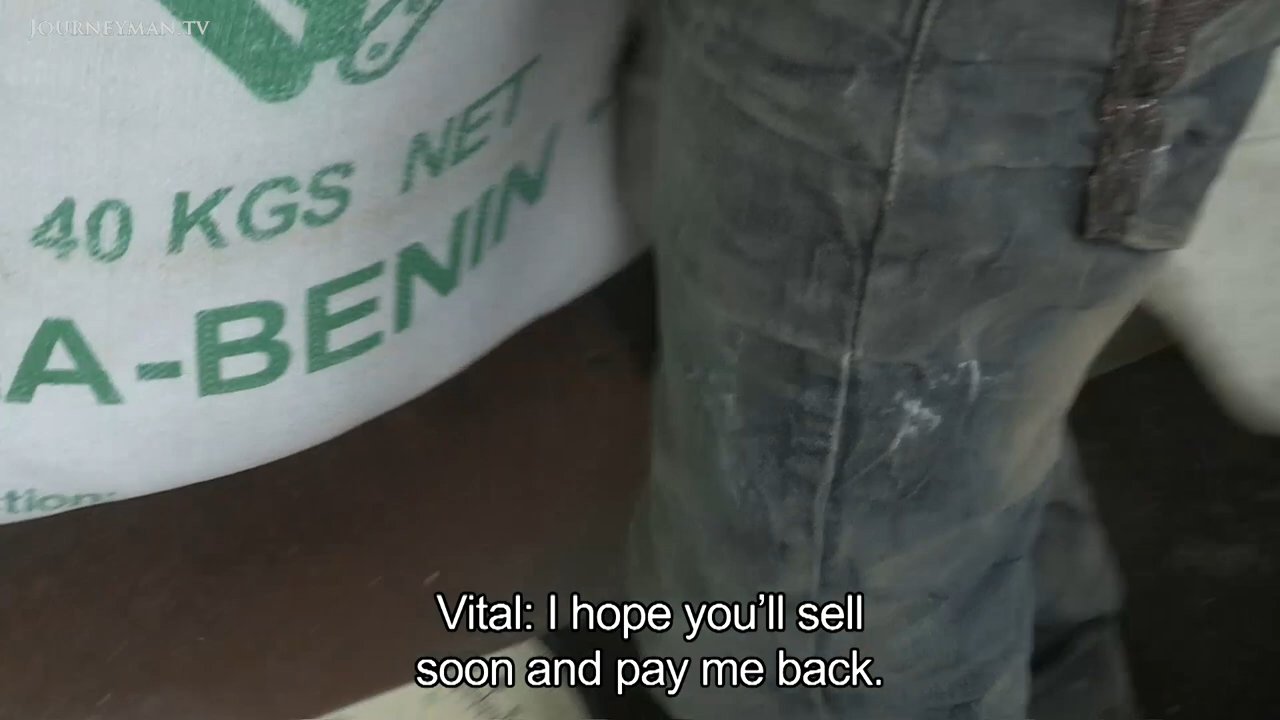 JOURNEYMAN TV
40 KGS NET
A-BENIN
tion:
Vital: I hope you'll sell
soon and pay me back.